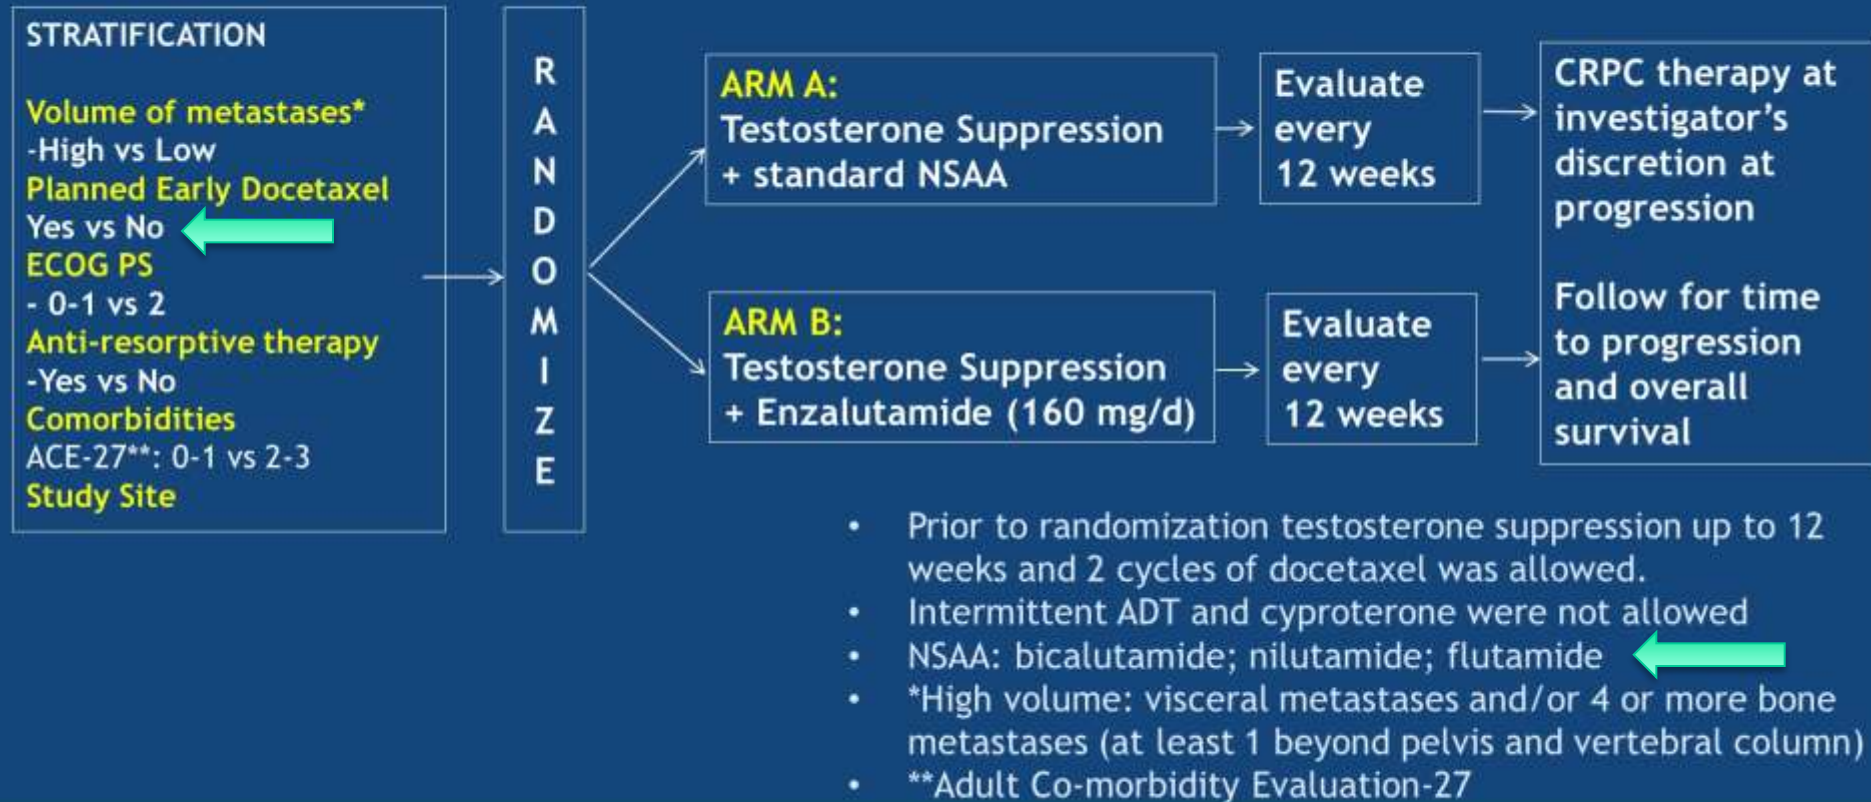 STRATIFICATION
Volume of metastases*
-High vs Low
Planned Early Docetaxel
Yes vs No
ECOG PS
- 0-1 vs 2
Anti-resorptive therapy
-Yes vs No
Comorbidities
ACE-27**: 0-1 vs 2-3
Study Site
R
A
N
D
O
M
I
Z
E
ARM A:
Testosterone Suppression
+ standard NSAA
Evaluate
every
12 weeks
ARM B:
Testosterone Suppression
+ Enzalutamide (160 mg/d)
Evaluate
every
12 weeks
CRPC therapy at
investigator's
discretion at
progression
Follow for time
to progression
and overall
survival
• Prior to randomization testosterone suppression up to 12
weeks and 2 cycles of docetaxel was allowed.
• Intermittent ADT and cyproterone were not allowed
• NSAA: bicalutamide; nilutamide; flutamide
• *High volume: visceral metastases and/or 4 or more bone
metastases (at least 1 beyond pelvis and vertebral column)
• **Adult Co-morbidity Evaluation-27